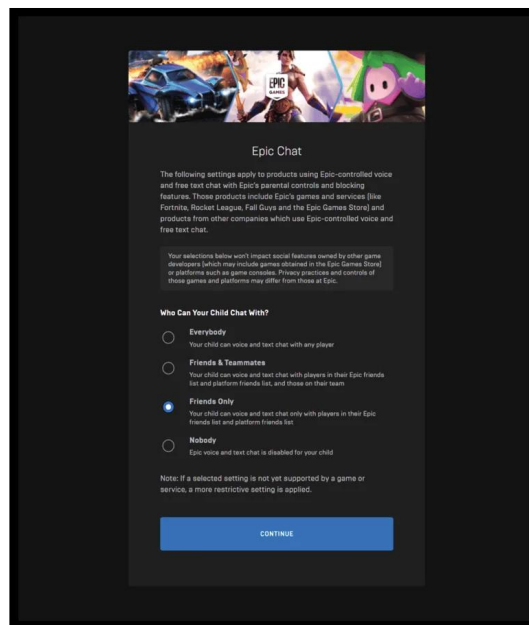 EPIC
GAMES
Epic Chat
The following settings apply to products using Epic-controlled voice
and free text chat with Epic's parental controls and blocking
features. Those products include Epic's games and services (like
Fortnite, Rocket League, Fall Guys and the Epic Games Store) and
products from other companies which use Epic-controlled voice and
free text chat.
Your selections below won't impact social features owned by other game
developers (which may include games obtained in the Epic Games Store)
or platforms such as game consoles. Privacy practices and controls of
those games and platforms may differ from those at Epic.
Who Can Your Child Chat With?
Everybody
Your child can voice and text chat with any player
Friends & Teammates
Your child can voice and text chat with players in their Epic friends
list and platform friends list, and those on their team
Friends Only
Your child can voice and text chat only with players in their Epic
friends list and platform friends list
Nobody
Epic voice and text chat is disabled for your child
Note: If a selected setting is not yet supported by a game or
service, a more restrictive setting is applied.
CONTINUE